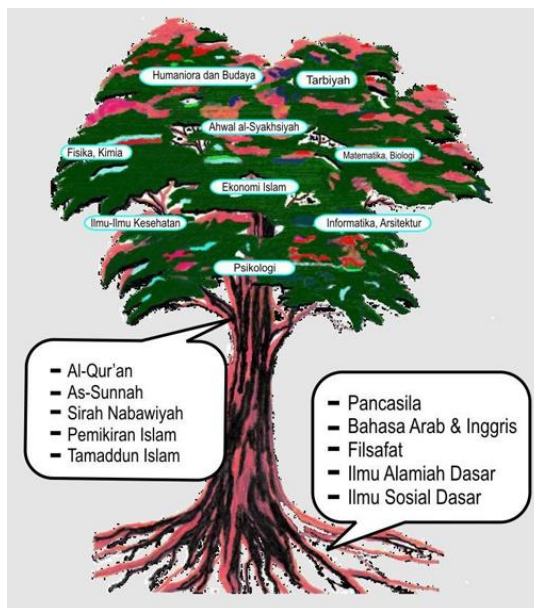 Humaniora dan Budaya
Tarbiyah
Ahwal al-Syakhsiyah
Fisika, Kimia
Matematika, Biologi
Ekonomi Islam
Ilmu-Ilmu Kesehatan
Informatika, Arsitektur
Psikologi
- Al-Qur'an
- As-Sunnah
- Sirah Nabawiyah
- Pemikiran Islam
- Tamaddun Islam
- Pancasila
- Bahasa Arab & Inggris
- Filsafat
- Ilmu Alamiah Dasar
- Ilmu Sosial Dasar